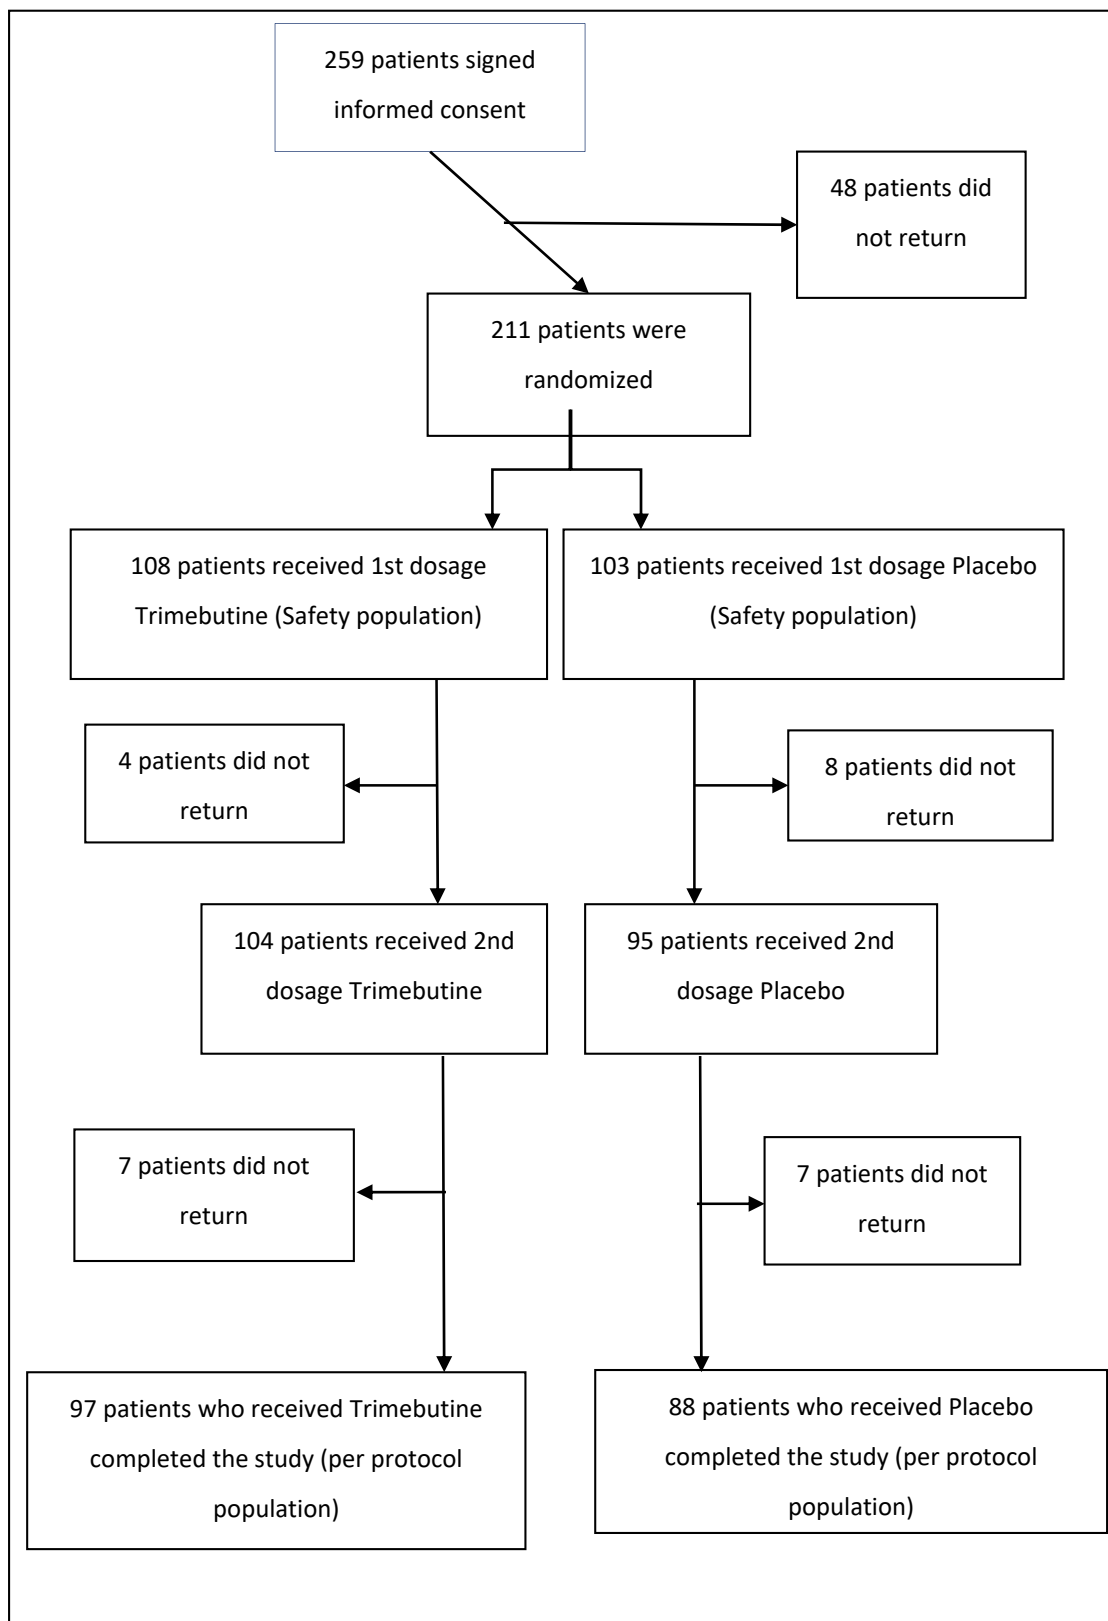 259 patients signed
informed consent
48 patients did
not return
211 patients were
randomized
108 patients received 1st dosage
Trimebutine (Safety population)
103 patients received 1st dosage Placebo
(Safety population)
4 patients did not
return
8 patients did not
return
104 patients received 2nd
dosage Trimebutine
95 patients received 2nd
dosage Placebo
7 patients did not
return
7 patients did not
return
97 patients who received Trimebutine
completed the study (per protocol
population)
88 patients who received Placebo
completed the study (per protocol
population)